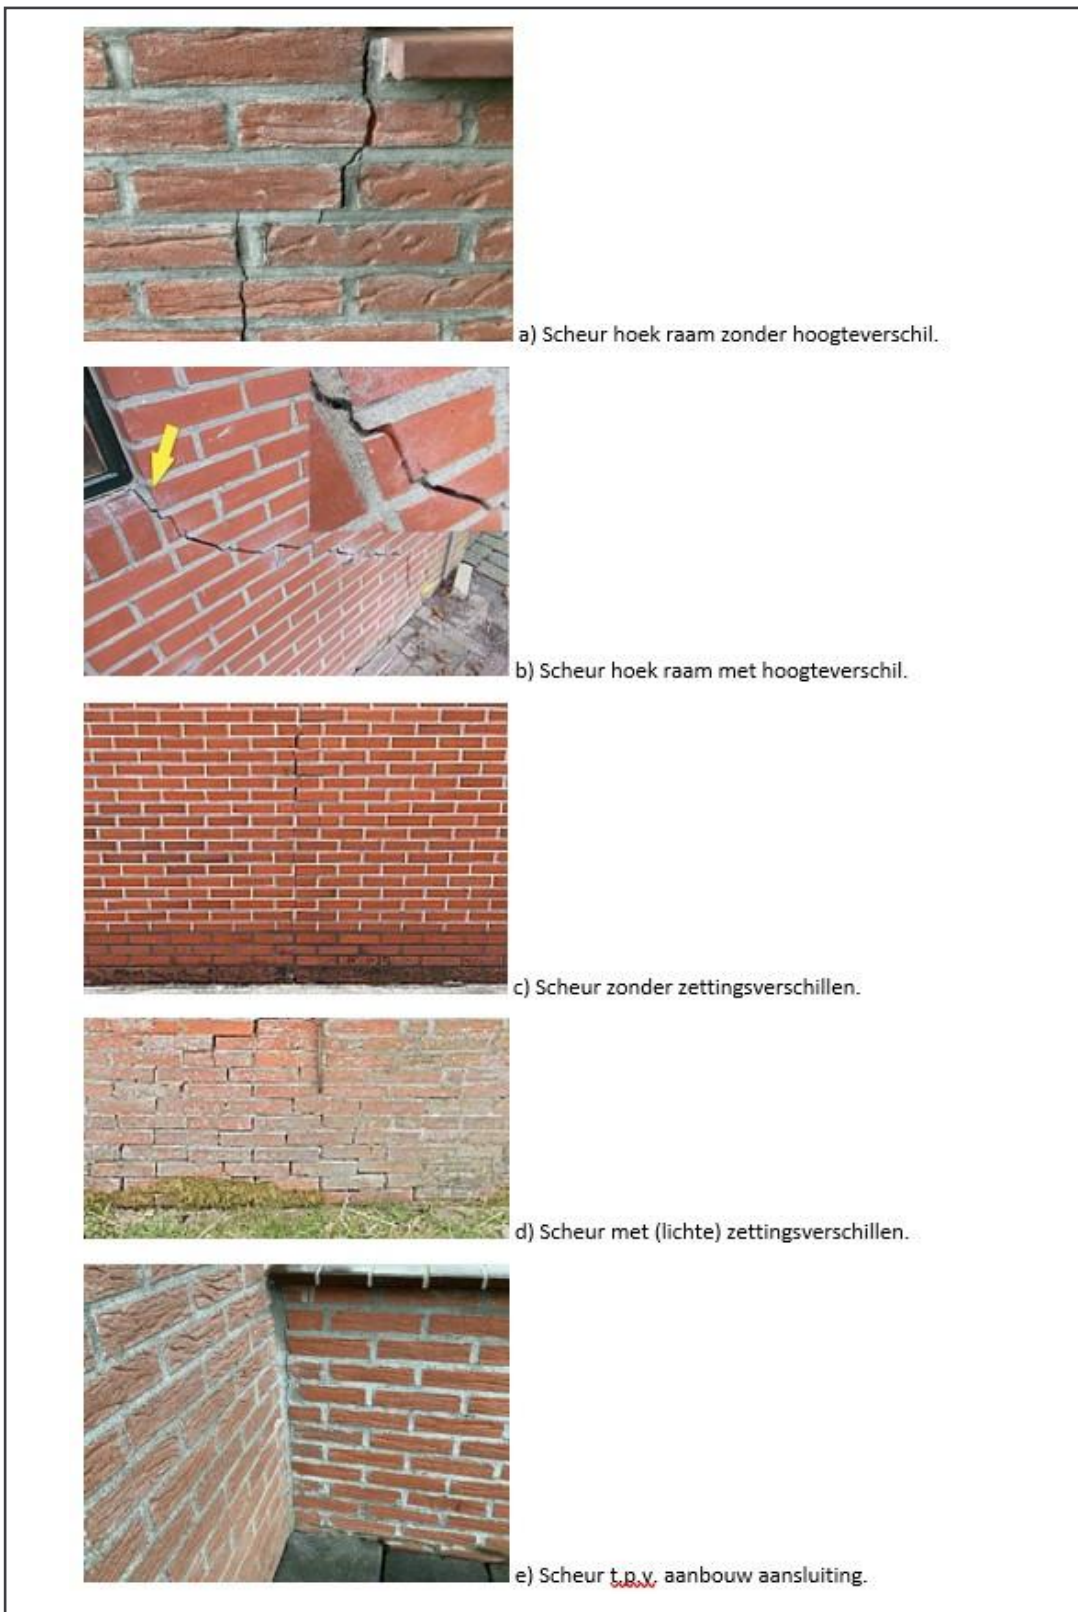 a) Scheur hoek raam zonder hoogteverschil.
b) Scheur hoek raam met hoogteverschil.
c) Scheur zonder zettingsverschillen.
d) Scheur met (lichte) zettingsverschillen.
e) Scheur t.p.v. aanbouw aansluiting.